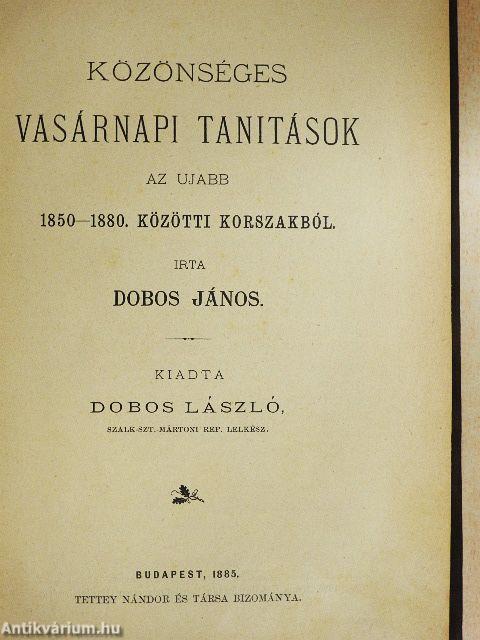 KÖZÖNSÉGES
VASÁRNAPI TANITÁSOK
AZ UJABB
1850—1880. KÖZÖTTI KORSZAKBÓL.
IRTA
DOBOS JÁNOS.
KIADTA
DOBOS LÁSZLÓ,
SZALK-SZT.-MÁRTONI REF. LELKÉSZ.
BUDAPEST, 1885.
TETTEY NÁNDOR ÉS TÁRSA BIZOMÁNYA.
Antikvárium.hu